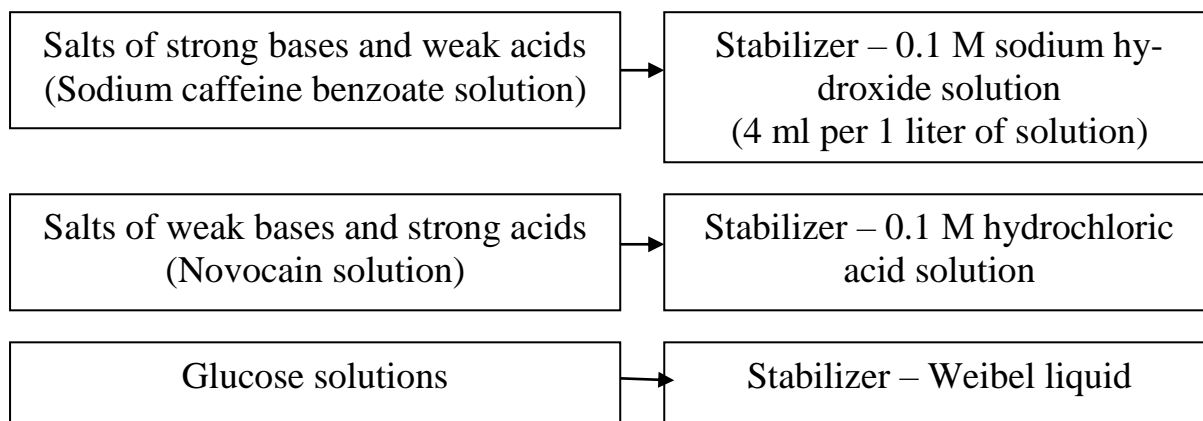 Salts of strong bases and weak acids
(Sodium caffeine benzoate solution)
Stabilizer – 0.1 M sodium hy-
droxide solution
(4 ml per 1 liter of solution)
Salts of weak bases and strong acids
(Novocain solution)
Stabilizer – 0.1 M hydrochloric
acid solution
Glucose solutions
Stabilizer – Weibel liquid